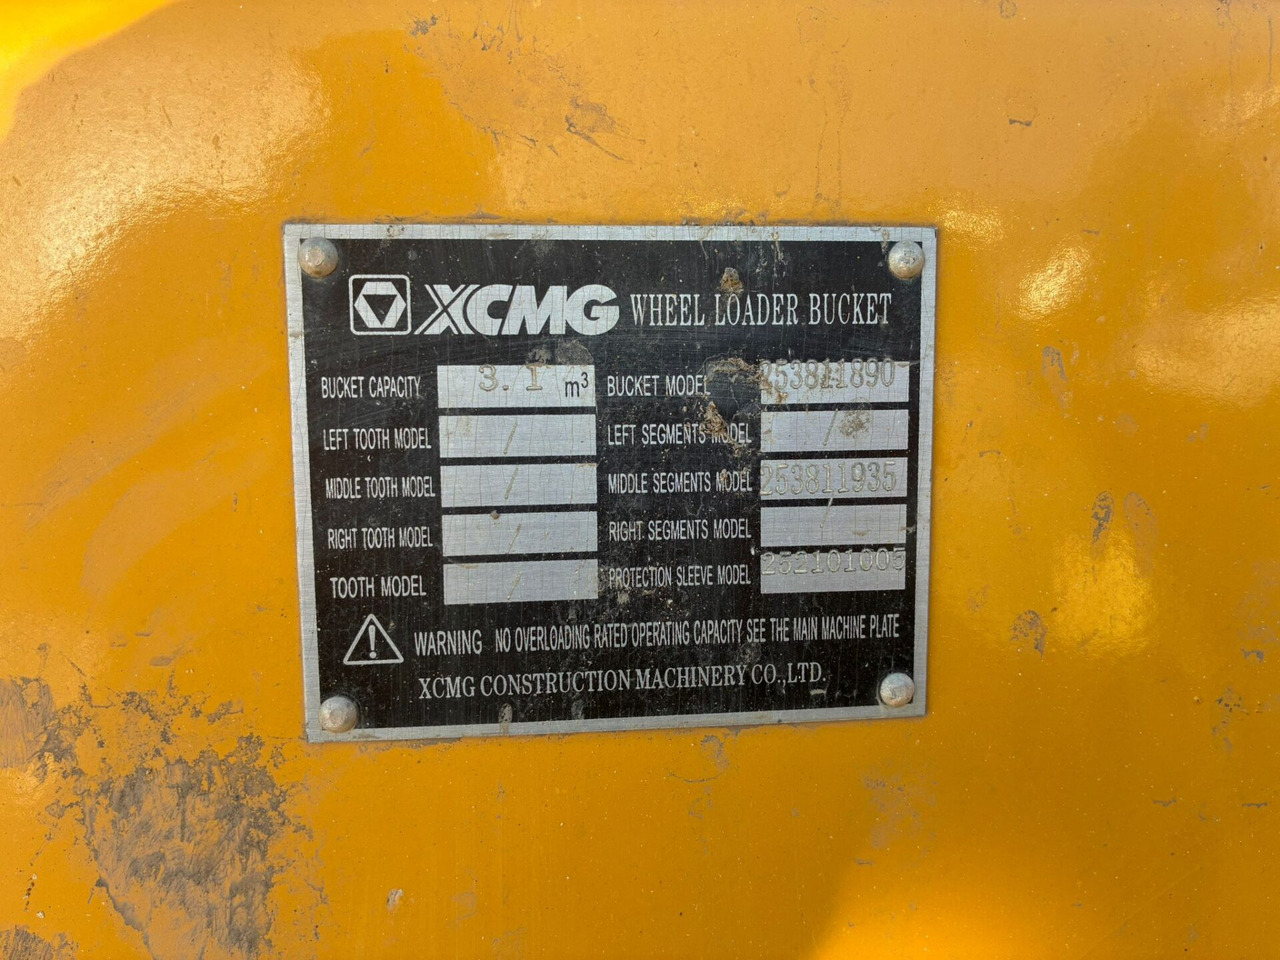 XCMG WHEEL LOADER BUCKET
BUCKET CAPACITY 3.1 m³ BUCKET MODEL 253811890
LEFT TOOTH MODEL / LEFT SEGMENTS MODEL /
MIDDLE TOOTH MODEL / MIDDLE SEGMENTS MODEL 253811935
RIGHT TOOTH MODEL / RIGHT SEGMENTS MODEL /
TOOTH MODEL / PROTECTION SLEEVE MODEL 252101005
WARNING NO OVERLOADING RATED OPERATING CAPACITY SEE THE MAIN MACHINE PLATE
XCMG CONSTRUCTION MACHINERY CO.,LTD.